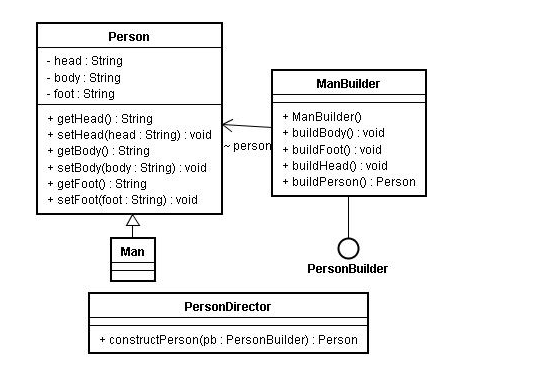 Person
- head : String
- body : String
- foot : String
+ getHead() : String
+ setHead(head : String) : void
+ getBody() : String
+ setBody(body : String) : void
+ getFoot() : String
+ setFoot(foot : String) : void
~ person
ManBuilder
+ ManBuilder()
+ buildBody() : void
+ buildFoot() : void
+ buildHead() : void
+ buildPerson() : Person
Man
PersonBuilder
PersonDirector
+ constructPerson(pb : PersonBuilder) : Person